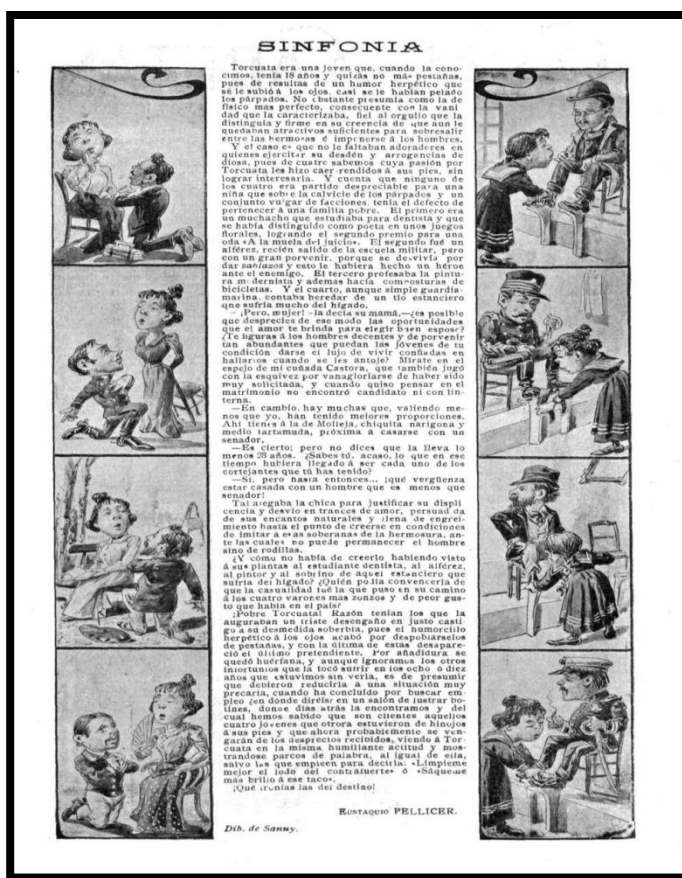 SINFONIA
Torcuata era una joven que, cuando la cono-
cimos, tenía 18 años y quizás no más pestañas,
pues de resultas de un humor herpético que
se le subió á los ojos, casi se le habían pelado
los párpados. No obstante presumía como la de
físico mas perfecto, consecuente con la vani
dad que la caracterizaba, fiel al orgullo que la
distinguía y firme en su creencia de que aun le
quedaban atractivos suficientes para sobresalir
entre las hermosas é imponerse á los hombres.
Y el caso es que no le faltaban adoradores en
quienes ejercitar su desdén y arrogancias de
diosa, pues de cuatro sabemos cuya pasión por
Torcuata les hizo caer rendidos á sus pies, sin
lograr interesarla. Y cuenta que ninguno de
los cuatro era partido despreciable para una
niña que sobre la calvicie de los párpados y un
conjunto vulgar de facciones, tenía el defecto de
pertenecer á una familia pobre. El primero era
un muchacho que estudiaba para dentista y que
se había distinguido como poeta en unos juegos
florales, logrando el segundo premio para una
oda «A la muela del juicio». El segundo fué un
alférez, recién salido de la escuela militar, pero
con un gran porvenir, porque se desvivía por
dar sablazos y esto le hubiera hecho un héroe
ante el enemigo. El tercero profesaba la pintu-
ra modernista y además hacía composturas de
bicicletas. Y el cuarto, aunque simple guardia-
marina, contaba heredar de un tío estanciero
que sufría mucho del hígado.
—¡Pero, mujer! —la decía su mamá,—¿es posible
que desprecies de ese modo las oportunidades
que el amor te brinda para elegir buen esposo?
¿Te figuras á los hombres decentes y de porvenir
tan abundantes que puedan las jóvenes de tu
condición darse el lujo de vivir confiadas en
hallarlos cuando se les antoje? Mírate en el
espejo de mi cuñada Castora, que también jugó
con la esquivez por vanagloriarse de haber sido
muy solicitada, y cuando quiso pensar en el
matrimonio no encontró candidato ni con lin-
terna.
—En cambio, hay muchas que, valiendo me-
nos que yo, han tenido mejores proporciones.
Ahí tienes á la de Molleja, chiquita narigona y
medio tartamuda, próxima á casarse con un
senador.
—Es cierto; pero no dices que la lleva lo
menos 28 años. ¿Sabes tú, acaso, lo que en ese
tiempo hubiera llegado á ser cada uno de los
cortejantes que tú has tenido?
—Sí, pero hasta entonces... ¡qué vergüenza
estar casada con un hombre que es menos que
senador!
Tal alegaba la chica para justificar su displi
cencia y desvío en trances de amor, persuadida
de sus encantos naturales y llena de engrei-
miento hasta el punto de creerse en condiciones
de imitar á esas soberanas de la hermosura, an-
te las cuales no puede permanecer el hombre
sino de rodillas.
¿Y cómo no había de creerlo habiendo visto
á sus plantas al estudiante dentista, al alférez,
al pintor y al sobrino de aquel estanciero que
sufría del hígado? ¿Quién podía convencerla de
que la casualidad fué la que puso en su camino
á los cuatro varones mas zonzos y de peor gus-
to que había en el país?
¡Pobre Torcuata! Razón tenían los que la
auguraban un triste desengaño en justo casti-
go a su desmedida soberbia, pues el humorcillo
herpético á los ojos acabó por despoblárselos
de pestañas, y con la última de estas desapare-
ció el último pretendiente. Por añadidura se
quedó huérfana, y aunque ignoramos los otros
infortunios que la tocó sufrir en los ocho ó diez
años que estuvimos sin verla, es de presumir
que debieron reducirla a una situación muy
precaria, cuando ha concluido por buscar em-
pleo ¿en dónde diréis? en un salón de lustrar bo-
tines, donde días atrás la encontramos y del
cual hemos sabido que son clientes aquellos
cuatro jóvenes que otrora estuvieron de hinojos
á sus pies y que ahora probablemente se ven-
garán de los desprecios recibidos, viendo á Tor-
cuata en la misma humillante actitud y mos-
trándose parcos de palabra, al igual de ella,
salvo las que empleen para decirla: «Límpieme
mejor el lodo del contrafuerte» ó «Sáqueme
más brillo á ese taco».
¡Qué ironías las del destino!
EUSTAQUIO PELLICER.
Dib. de Sanuy.